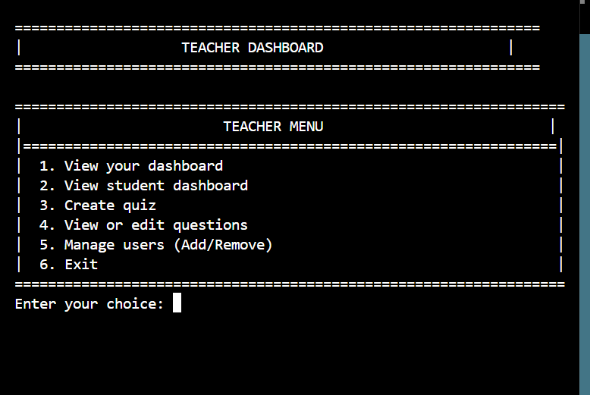 ===============================================================
|                   TEACHER DASHBOARD                      |
===============================================================
==================================================================
|                        TEACHER MENU                           |
|================================================================|
|  1. View your dashboard                                        |
|  2. View student dashboard                                     |
|  3. Create quiz                                                |
|  4. View or edit questions                                     |
|  5. Manage users (Add/Remove)                                  |
|  6. Exit                                                       |
==================================================================
Enter your choice: